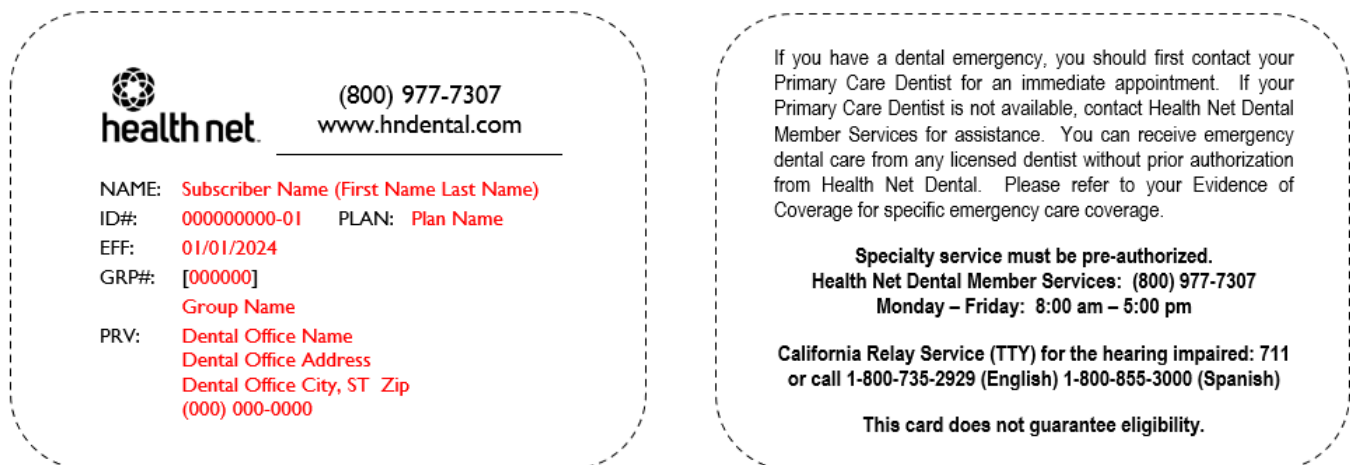 health net.
(800) 977-7307
www.hndental.com
NAME: Subscriber Name (First Name Last Name)
ID#: 000000000-01 PLAN: Plan Name
EFF: 01/01/2024
GRP#: [000000]
Group Name
PRV: Dental Office Name
Dental Office Address
Dental Office City, ST Zip
(000) 000-0000
If you have a dental emergency, you should first contact your
Primary Care Dentist for an immediate appointment. If your
Primary Care Dentist is not available, contact Health Net Dental
Member Services for assistance. You can receive emergency
dental care from any licensed dentist without prior authorization
from Health Net Dental. Please refer to your Evidence of
Coverage for specific emergency care coverage.
Specialty service must be pre-authorized.
Health Net Dental Member Services: (800) 977-7307
Monday – Friday: 8:00 am – 5:00 pm
California Relay Service (TTY) for the hearing impaired: 711
or call 1-800-735-2929 (English) 1-800-855-3000 (Spanish)
This card does not guarantee eligibility.